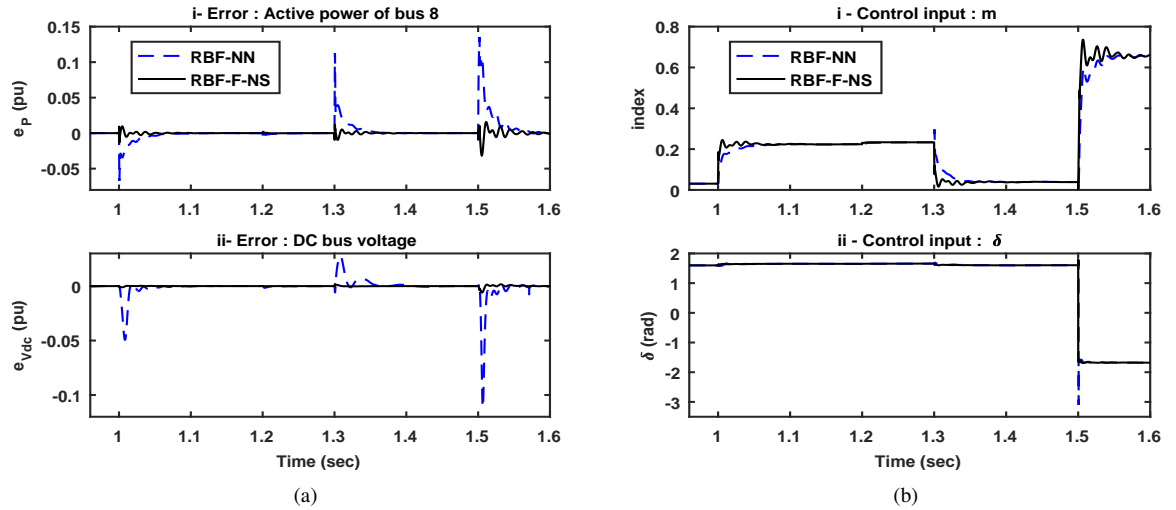 i- Error : Active power of bus 8
0.15
0.1
0.05
0
-0.05
e_P (pu)
RBF-NN
RBF-F-NS
1 1.1 1.2 1.3 1.4 1.5 1.6
ii- Error : DC bus voltage
0
-0.05
-0.1
e_Vdc (pu)
1 1.1 1.2 1.3 1.4 1.5 1.6
Time (sec)
(a)
i - Control input : m
0.8
0.6
0.4
0.2
0
index
RBF-NN
RBF-F-NS
1 1.1 1.2 1.3 1.4 1.5 1.6
ii - Control input : δ
2
1
0
-1
-2
-3
δ (rad)
1 1.1 1.2 1.3 1.4 1.5 1.6
Time (sec)
(b)